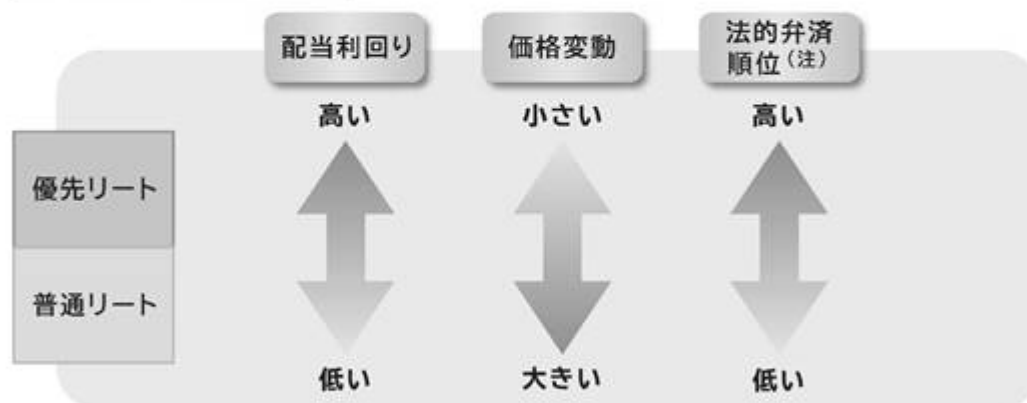 配当利回り
価格変動
法的弁済
順位(注)
高い
小さい
高い
優先リート
普通リート
低い
大きい
低い